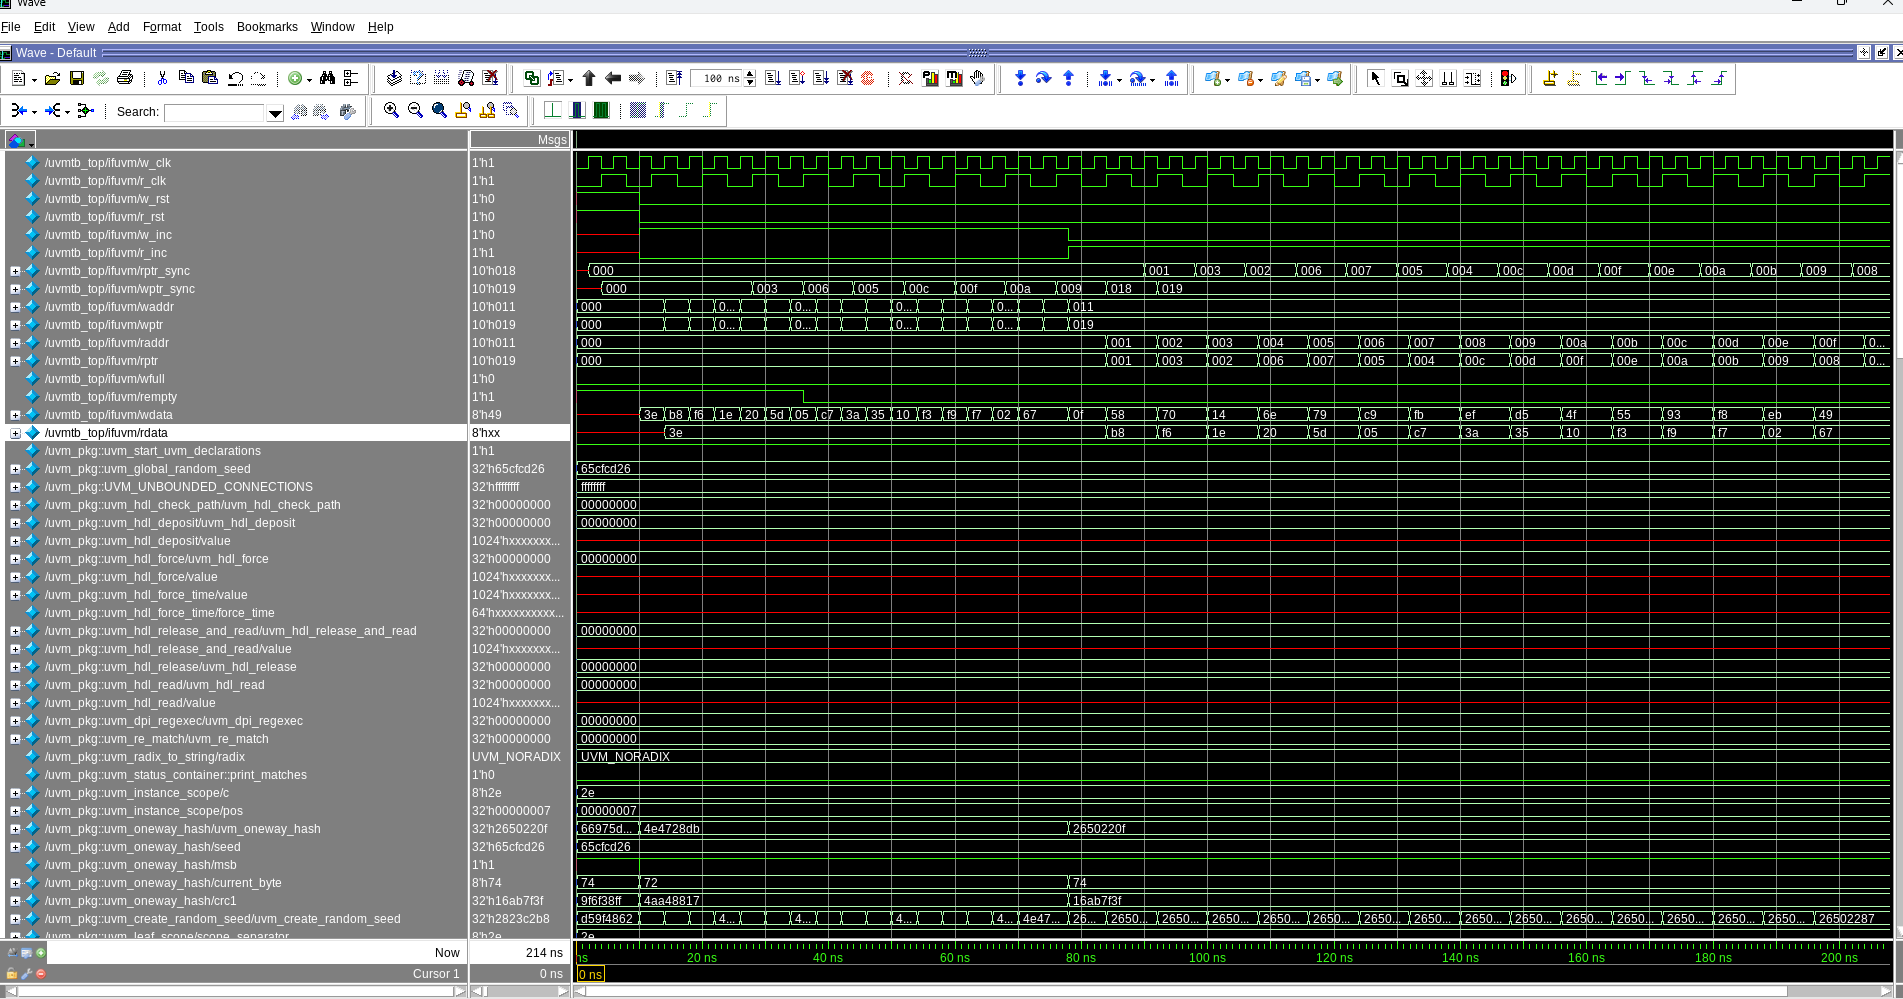 Wave
File Edit View Add Format Tools Bookmarks Window Help
Wave - Default
100 ns
Search:
Msgs
/uvmtb_top/ifuvm/w_clk 1'h1
/uvmtb_top/ifuvm/r_clk 1'h1
/uvmtb_top/ifuvm/w_rst 1'h0
/uvmtb_top/ifuvm/r_rst 1'h0
/uvmtb_top/ifuvm/w_inc 1'h0
/uvmtb_top/ifuvm/r_inc 1'h1
/uvmtb_top/ifuvm/rptr_sync 10'h018 000 001 003 002 006 007 005 004 00c 00d 00f 00e 00a 00b 009 008
/uvmtb_top/ifuvm/wptr_sync 10'h019 000 003 006 005 00c 00f 00a 009 018 019
/uvmtb_top/ifuvm/waddr 10'h011 000 0... 0... 0... 0... 011
/uvmtb_top/ifuvm/wptr 10'h019 000 0... 0... 0... 0... 019
/uvmtb_top/ifuvm/raddr 10'h011 000 001 002 003 004 005 006 007 008 009 00a 00b 00c 00d 00e 00f 0...
/uvmtb_top/ifuvm/rptr 10'h019 000 001 003 002 006 007 005 004 00c 00d 00f 00e 00a 00b 009 008 0...
/uvmtb_top/ifuvm/wfull 1'h0
/uvmtb_top/ifuvm/rempty 1'h1
/uvmtb_top/ifuvm/wdata 8'h49 3e b8 f6 1e 20 5d 05 c7 3a 35 10 f3 f9 f7 02 67 0f 58 70 14 6e 79 c9 fb ef d5 4f 55 93 f8 eb 49
/uvmtb_top/ifuvm/rdata 8'hxx 3e b8 f6 1e 20 5d 05 c7 3a 35 10 f3 f9 f7 02 67
/uvm_pkg::uvm_start_uvm_declarations 1'h1
/uvm_pkg::uvm_global_random_seed 32'h65cfcd26 65cfcd26
/uvm_pkg::UVM_UNBOUNDED_CONNECTIONS 32'hffffffff ffffffff
/uvm_pkg::uvm_hdl_check_path/uvm_hdl_check_path 32'h00000000 00000000
/uvm_pkg::uvm_hdl_deposit/uvm_hdl_deposit 32'h00000000 00000000
/uvm_pkg::uvm_hdl_deposit/value 1024'hxxxxxxx...
/uvm_pkg::uvm_hdl_force/uvm_hdl_force 32'h00000000 00000000
/uvm_pkg::uvm_hdl_force/value 1024'hxxxxxxx...
/uvm_pkg::uvm_hdl_force_time/value 1024'hxxxxxxx...
/uvm_pkg::uvm_hdl_force_time/force_time 64'hxxxxxxxxxx...
/uvm_pkg::uvm_hdl_release_and_read/uvm_hdl_release_and_read 32'h00000000 00000000
/uvm_pkg::uvm_hdl_release_and_read/value 1024'hxxxxxxx...
/uvm_pkg::uvm_hdl_release/uvm_hdl_release 32'h00000000 00000000
/uvm_pkg::uvm_hdl_read/uvm_hdl_read 32'h00000000 00000000
/uvm_pkg::uvm_hdl_read/value 1024'hxxxxxxx...
/uvm_pkg::uvm_dpi_regexec/uvm_dpi_regexec 32'h00000000 00000000
/uvm_pkg::uvm_re_match/uvm_re_match 32'h00000000 00000000
/uvm_pkg::uvm_radix_to_string/radix UVM_NORADIX UVM_NORADIX
/uvm_pkg::uvm_status_container::print_matches 1'h0
/uvm_pkg::uvm_instance_scope/c 8'h2e 2e
/uvm_pkg::uvm_instance_scope/pos 32'h00000007 00000007
/uvm_pkg::uvm_oneway_hash/uvm_oneway_hash 32'h2650220f 66975d... 4e4728db 2650220f
/uvm_pkg::uvm_oneway_hash/seed 32'h65cfcd26 65cfcd26
/uvm_pkg::uvm_oneway_hash/msb 1'h1
/uvm_pkg::uvm_oneway_hash/current_byte 8'h74 74 72 74
/uvm_pkg::uvm_oneway_hash/crc1 32'h16ab7f3f 9f6f38ff 4aa48817 16ab7f3f
/uvm_pkg::uvm_create_random_seed/uvm_create_random_seed 32'h2823c2b8 d59f4862 4... 4... 4... 4... 4e47... 26... 2650... 2650... 2650... 2650... 2650... 2650... 2650... 2650... 2650... 2650... 2650... 2650... 2650... 2650... 26502287
/uvm_pkg::uvm_leaf_scope/scope_separator 8'h2e 2e
Now 214 ns ns 20 ns 40 ns 60 ns 80 ns 100 ns 120 ns 140 ns 160 ns 180 ns 200 ns
Cursor 1 0 ns 0 ns